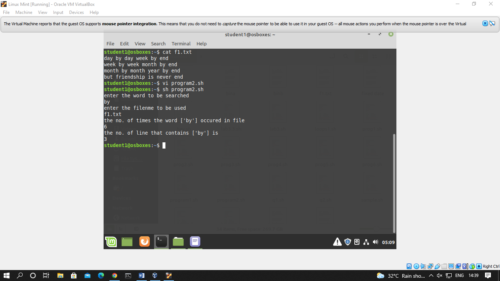 Linux Mint [Running] - Oracle VM VirtualBox
File Machine View Input Devices Help
The Virtual Machine reports that the guest OS supports mouse pointer integration. This means that you do not need to capture the mouse pointer to be able to use it in your guest OS -- all mouse actions you perform when the mouse pointer is over the Virtual
student1@osboxes: ~
File Edit View Search Terminal Help
student1@osboxes:~$ cat f1.txt
day by day week by end
week by week month by end
month by month year by end
but friendship is never end
student1@osboxes:~$ vi program2.sh
student1@osboxes:~$ sh program2.sh
enter the word to be searched
by
enter the filenme to be used
f1.txt
the no. of times the word ['by'] occured in file
6
the no. of line that contains ['by'] is
3
student1@osboxes:~$
03:09
Right Ctrl
32°C Rain sho... ENG 14:39